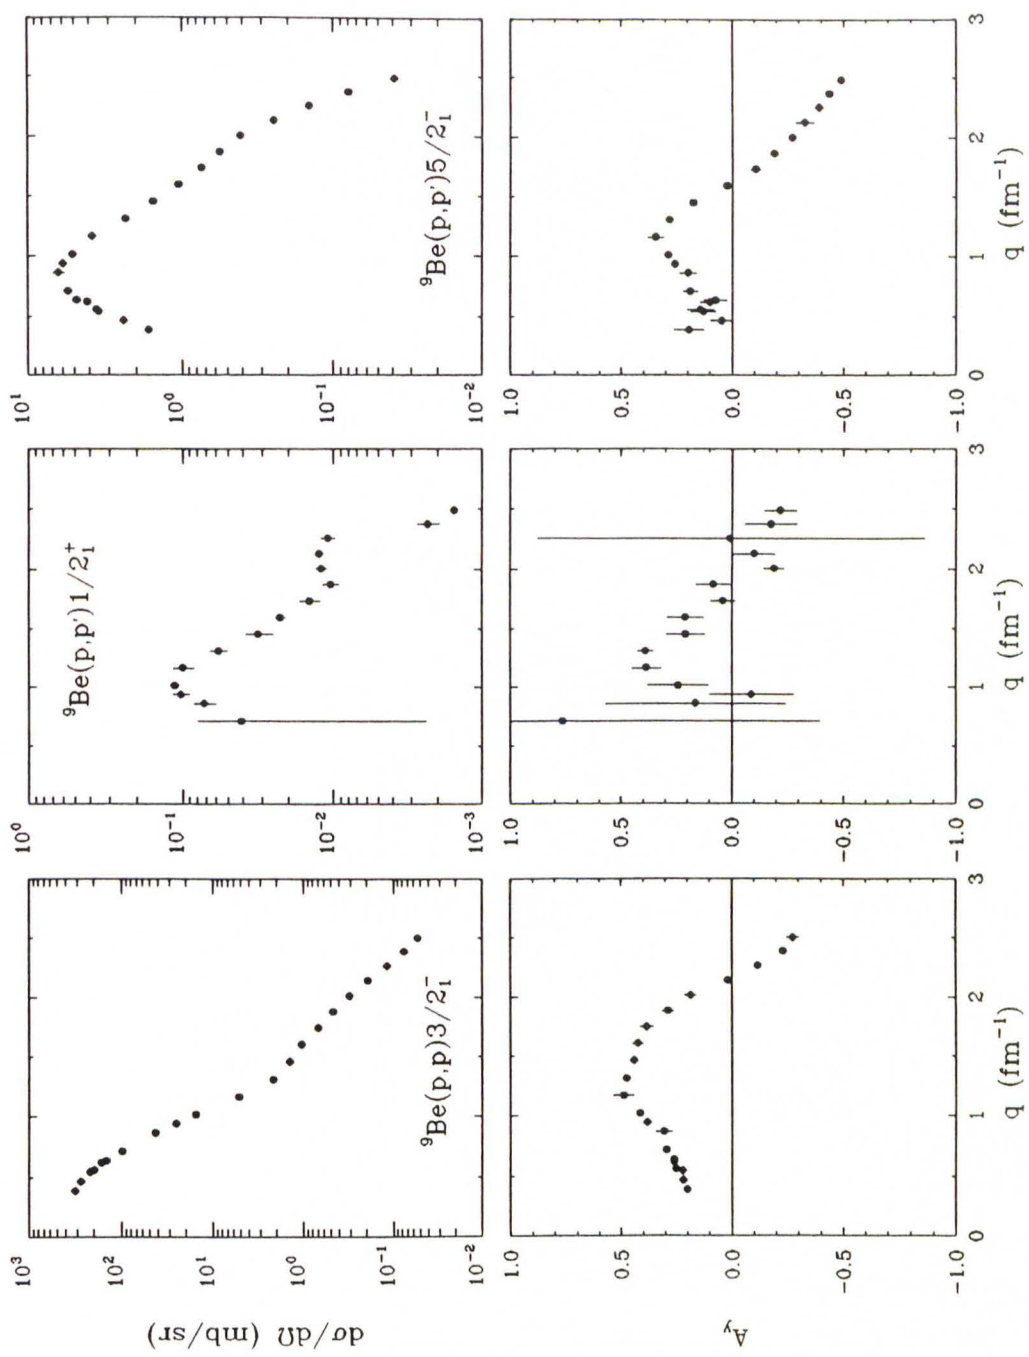 dσ/dΩ (mb/sr)
10³
10²
10¹
10⁰
10⁻¹
10⁻²
⁹Be(p,p)3/2₁⁻
10⁰
10⁻¹
10⁻²
10⁻³
⁹Be(p,p')1/2₁⁺
10¹
10⁰
10⁻¹
10⁻²
⁹Be(p,p')5/2₁⁻
A_y
1.0
0.5
0.0
−0.5
−1.0
0 1 2 3
q (fm⁻¹)
1.0
0.5
0.0
−0.5
−1.0
0 1 2 3
q (fm⁻¹)
1.0
0.5
0.0
−0.5
−1.0
0 1 2 3
q (fm⁻¹)